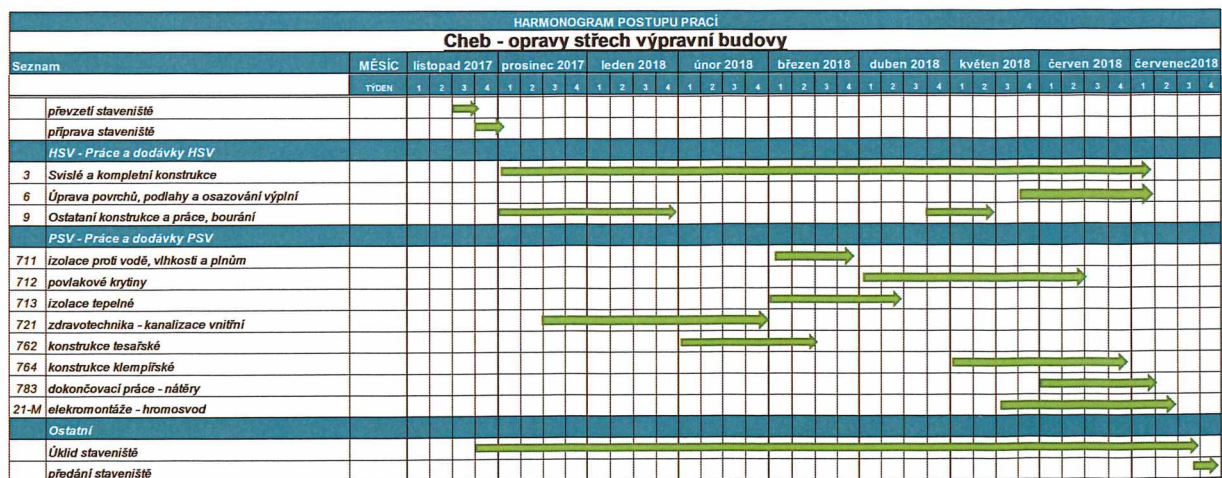 HARMONOGRAM POSTUPU PRACÍ
Cheb - opravy střech výpravní budovy
Seznam MĚSÍC listopad 2017 prosinec 2017 leden 2018 únor 2018 březen 2018 duben 2018 květen 2018 červen 2018 červenec2018
TÝDEN 1 2 3 4 1 2 3 4 1 2 3 4 1 2 3 4 1 2 3 4 1 2 3 4 1 2 3 4 1 2 3 4 1 2 3 4
převzetí staveniště
příprava staveniště
HSV - Práce a dodávky HSV
3 Svislé a kompletní konstrukce
6 Úprava povrchů, podlahy a osazování výplní
9 Ostataní konstrukce a práce, bourání
PSV - Práce a dodávky PSV
711 izolace proti vodě, vlhkosti a plnům
712 povlakové krytiny
713 izolace tepelné
721 zdravotechnika - kanalizace vnitřní
762 konstrukce tesařské
764 konstrukce klempířské
783 dokončovací práce - nátěry
21-M elekromontáže - hromosvod
Ostatní
Úklid staveniště
předání staveniště